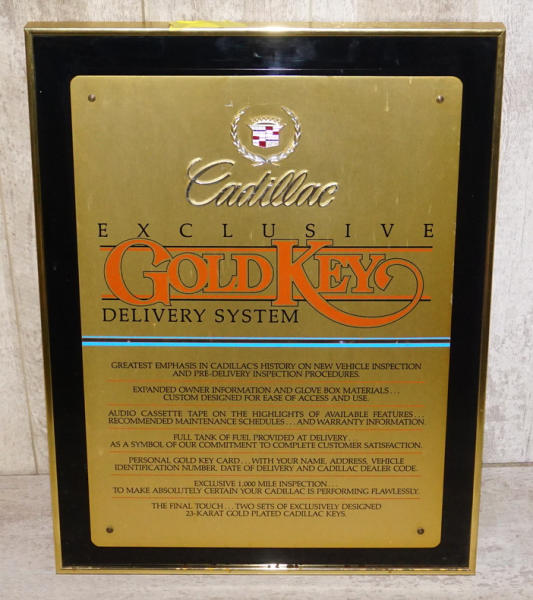 Cadillac
EXCLUSIVE
GOLD KEY
DELIVERY SYSTEM
GREATEST EMPHASIS IN CADILLAC'S HISTORY ON NEW VEHICLE INSPECTION
AND PRE-DELIVERY INSPECTION PROCEDURES.
EXPANDED OWNER INFORMATION AND GLOVE BOX MATERIALS...
CUSTOM DESIGNED FOR EASE OF ACCESS AND USE.
AUDIO CASSETTE TAPE ON THE HIGHLIGHTS OF AVAILABLE FEATURES...
RECOMMENDED MAINTENANCE SCHEDULES...AND WARRANTY INFORMATION.
FULL TANK OF FUEL PROVIDED AT DELIVERY...
AS A SYMBOL OF OUR COMMITMENT TO COMPLETE CUSTOMER SATISFACTION.
PERSONAL GOLD KEY CARD...WITH YOUR NAME, ADDRESS, VEHICLE
IDENTIFICATION NUMBER, DATE OF DELIVERY AND CADILLAC DEALER CODE.
EXCLUSIVE 1,000 MILE INSPECTION...
TO MAKE ABSOLUTELY CERTAIN YOUR CADILLAC IS PERFORMING FLAWLESSLY.
THE FINAL TOUCH...TWO SETS OF EXCLUSIVELY DESIGNED
23-KARAT GOLD PLATED CADILLAC KEYS.